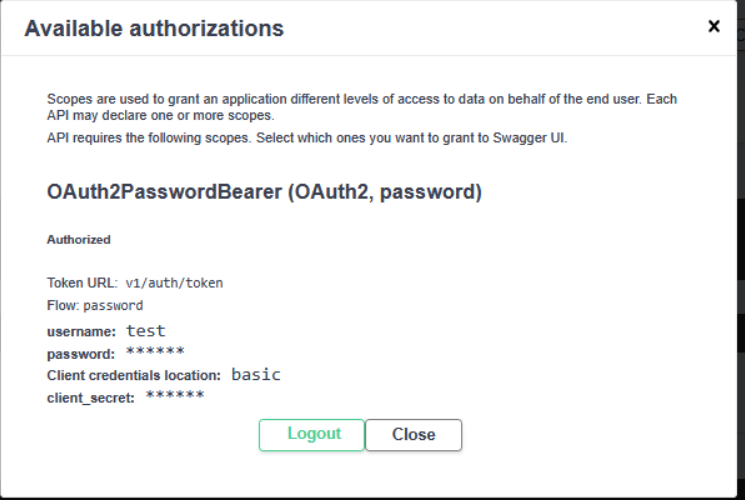 Available authorizations
Scopes are used to grant an application different levels of access to data on behalf of the end user. Each
API may declare one or more scopes.
API requires the following scopes. Select which ones you want to grant to Swagger UI.
OAuth2PasswordBearer (OAuth2, password)
Authorized
Token URL: v1/auth/token
Flow: password
username: test
password: ******
Client credentials location: basic
client_secret: ******
Logout Close